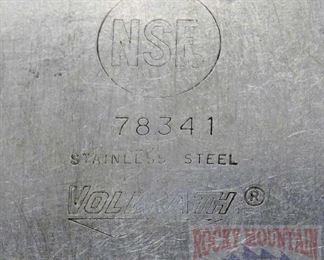 NSF
78341
STAINLESS STEEL
VOLLRATH®
ROCKY MOUNTAIN